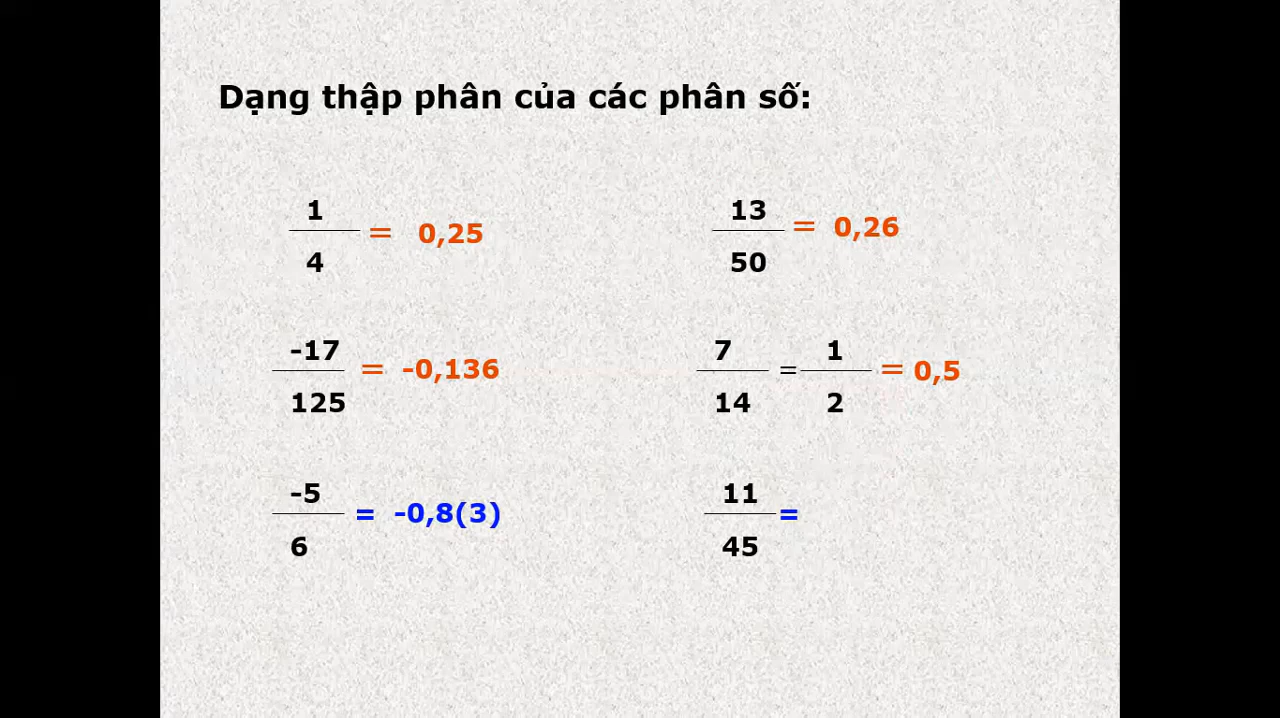 Dạng thập phân của các phân số:
1/4 = 0,25
13/50 = 0,26
-17/125 = -0,136
7/14 = 1/2 = 0,5
-5/6 = -0,8(3)
11/45 =